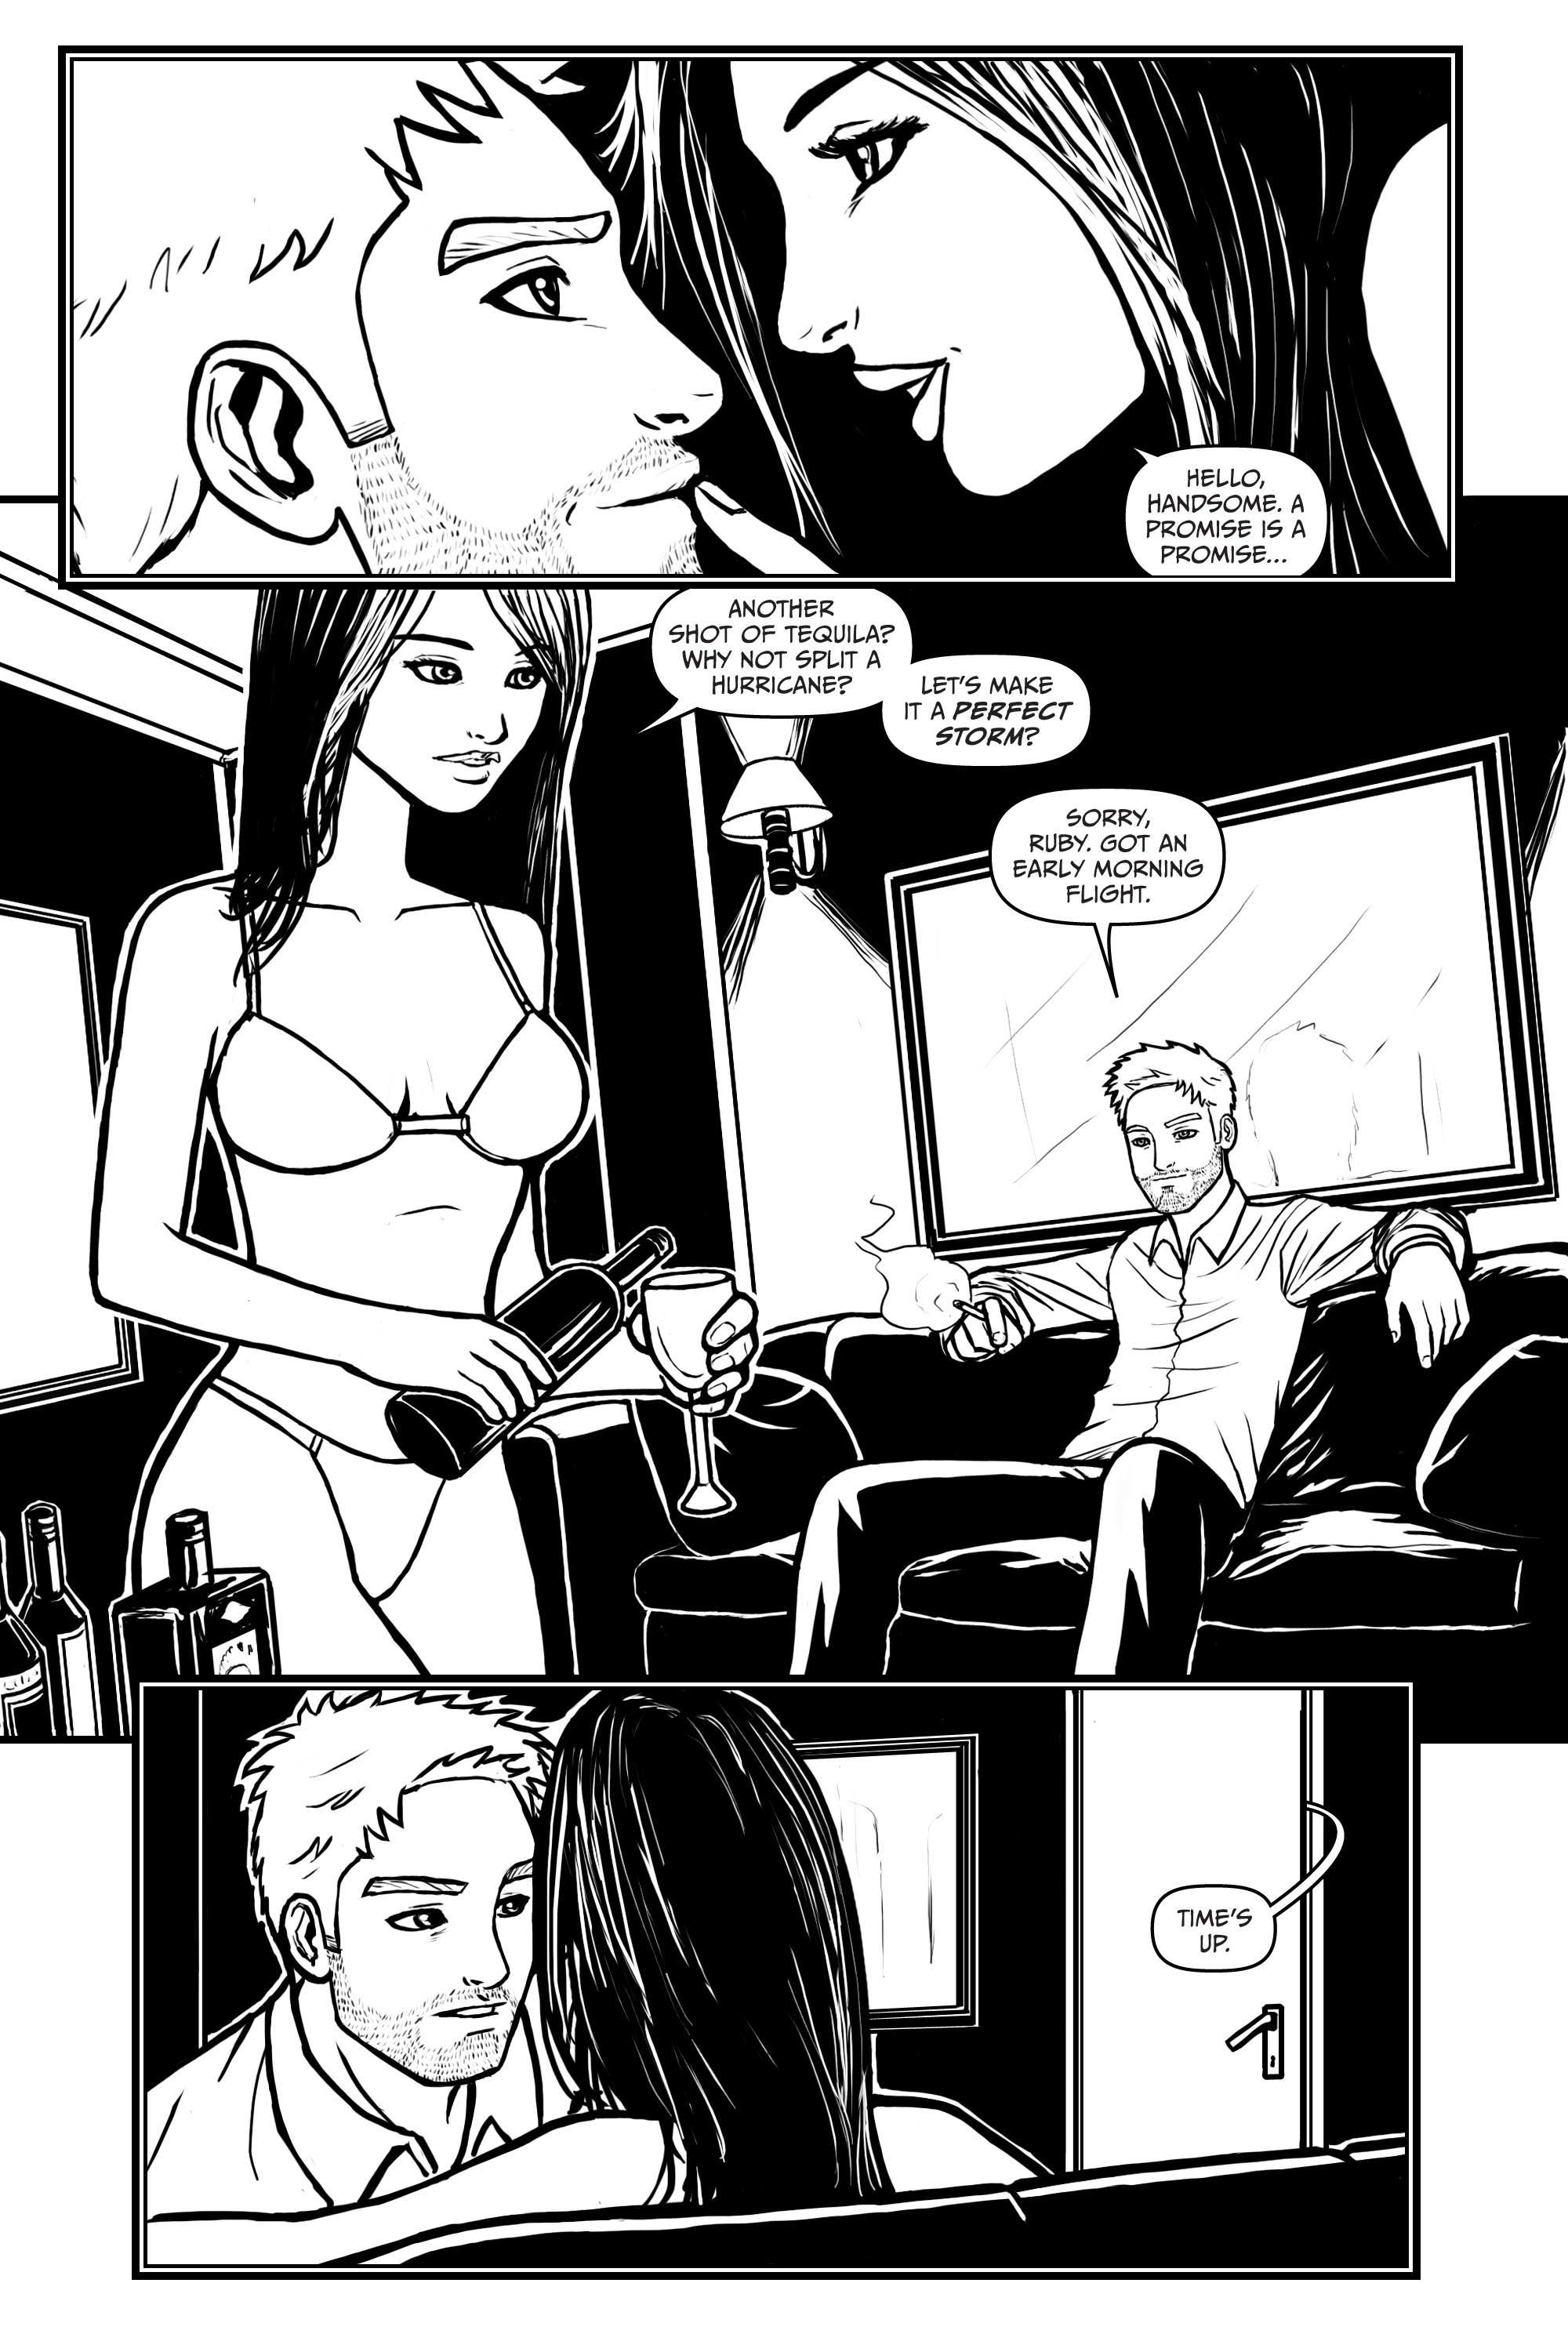 HELLO,
HANDSOME. A
PROMISE IS A
PROMISE...
ANOTHER
SHOT OF TEQUILA?
WHY NOT SPLIT A
HURRICANE?
LET'S MAKE
IT A PERFECT
STORM?
SORRY,
RUBY. GOT AN
EARLY MORNING
FLIGHT.
TIME'S
UP.